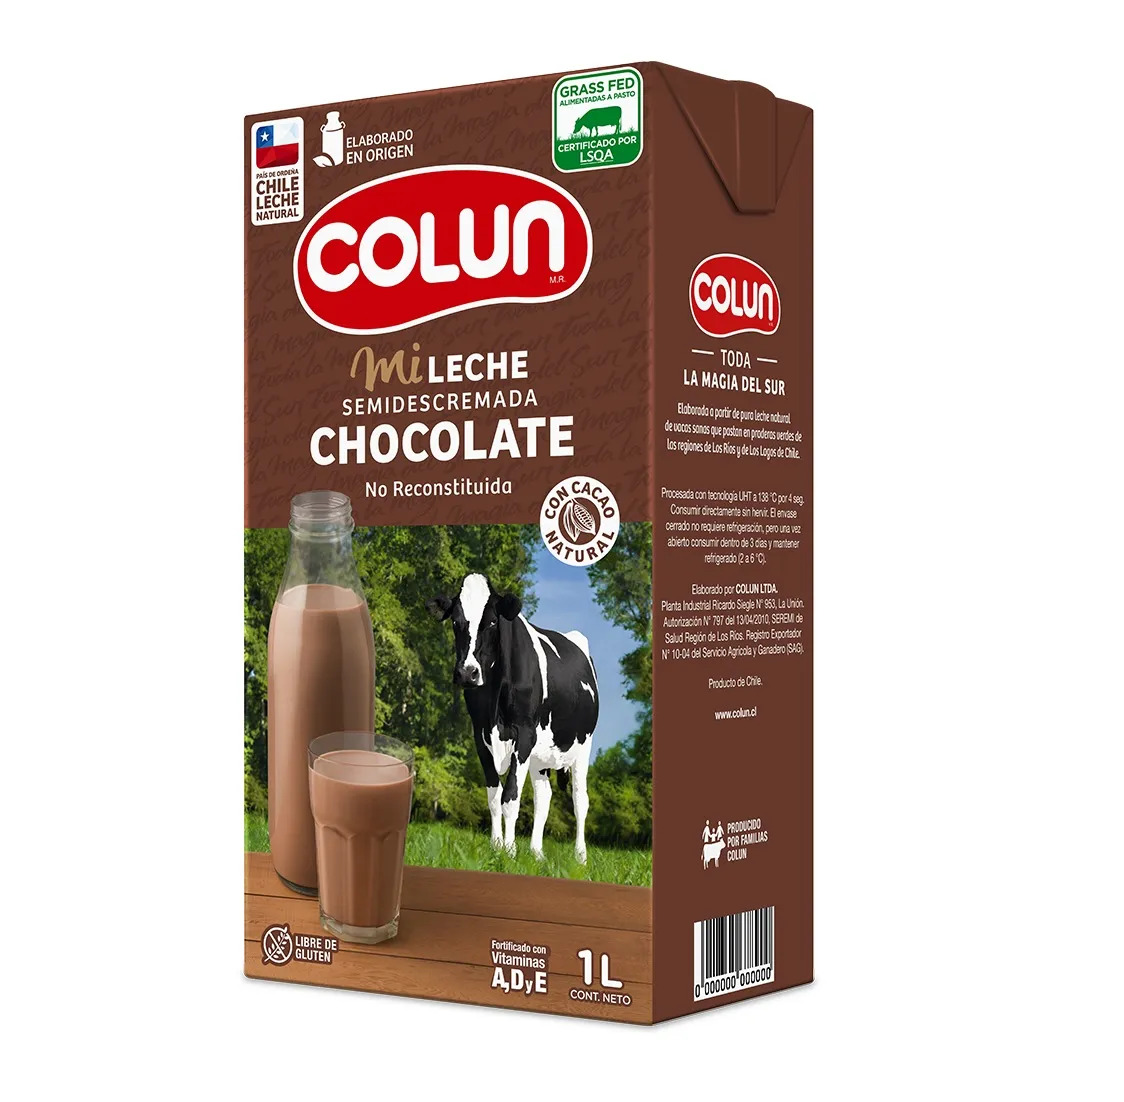 PAÍS DE ORDEÑA
CHILE
LECHE
NATURAL
ELABORADO
EN ORIGEN
GRASS FED
ALIMENTADAS A PASTO
CERTIFICADO POR
LSQA
COLUN
M.R.
Mi LECHE
SEMIDESCREMADA
CHOCOLATE
No Reconstituida
CON CACAO
NATURAL
LIBRE DE
GLUTEN
Fortificado con
Vitaminas
A,D y E
1 L
CONT. NETO
COLUN
TODA
LA MAGIA DEL SUR
Elaborada a partir de pura leche natural
de vacas sanas que pastan en praderas verdes de
las regiones de Los Ríos y de Los Lagos de Chile.
Procesada con tecnología UHT a 138 °C por 4 seg.
Consumir directamente sin hervir. El envase
cerrado no requiere refrigeración, pero una vez
abierto consumir dentro de 3 días y mantener
refrigerado (2 a 6 °C).
Elaborado por COLUN LTDA.
Planta Industrial Ricardo Siegle N° 953, La Unión.
Autorización N° 797 del 13/04/2010, SEREMI de
Salud Región de Los Ríos. Registro Exportador
N° 10-04 del Servicio Agrícola y Ganadero (SAG).
Producto de Chile.
www.colun.cl
PRODUCIDO
POR FAMILIAS
COLUN
0 000000 000000